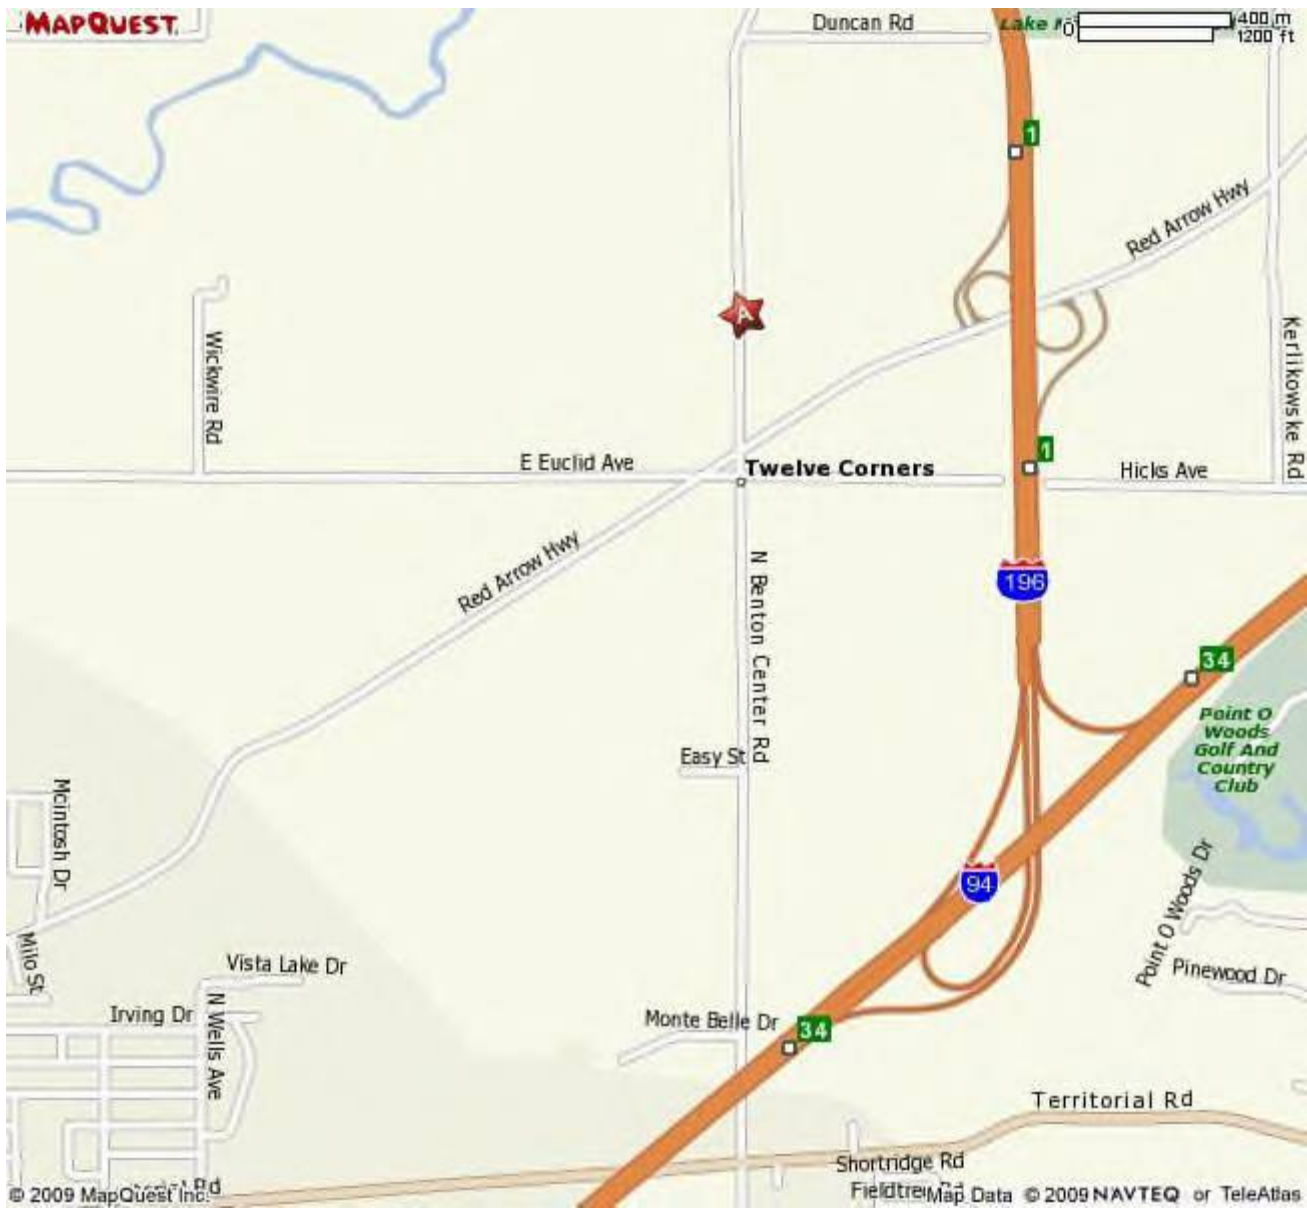 MAPQUEST
Duncan Rd
Lake
0
400 m
1200 ft
1
Red Arrow Hwy
A
Wickwire Rd
Kerlikowske Rd
1
E Euclid Ave
Twelve Corners
Hicks Ave
Red Arrow Hwy
N Benton Center Rd
196
34
Point O
Woods
Golf And
Country
Club
Easy St
Mcintosh Dr
94
Point O Woods Dr
Milo St
Vista Lake Dr
Pinewood Dr
Irving Dr
N Wells Ave
Monte Belle Dr
34
Territorial Rd
Shortridge Rd
Rd
© 2009 MapQuest Inc.
Map Data © 2009 NAVTEQ or TeleAtlas